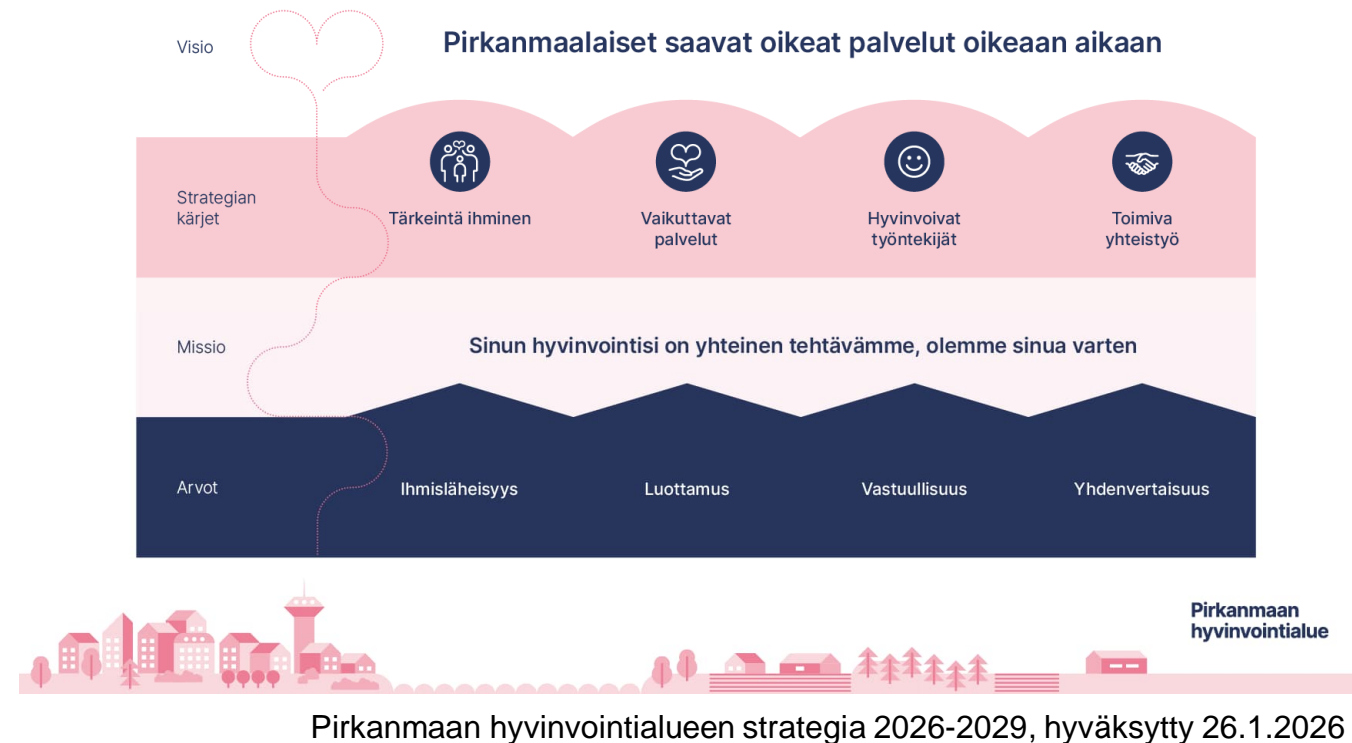 Visio
Pirkanmaalaiset saavat oikeat palvelut oikeaan aikaan
Strategian
kärjet
Tärkeintä ihminen
Vaikuttavat
palvelut
Hyvinvoivat
työntekijät
Toimiva
yhteistyö
Missio
Sinun hyvinvointisi on yhteinen tehtävämme, olemme sinua varten
Arvot
Ihmisläheisyys
Luottamus
Vastuullisuus
Yhdenvertaisuus
Pirkanmaan
hyvinvointialue
Pirkanmaan hyvinvointialueen strategia 2026-2029, hyväksytty 26.1.2026